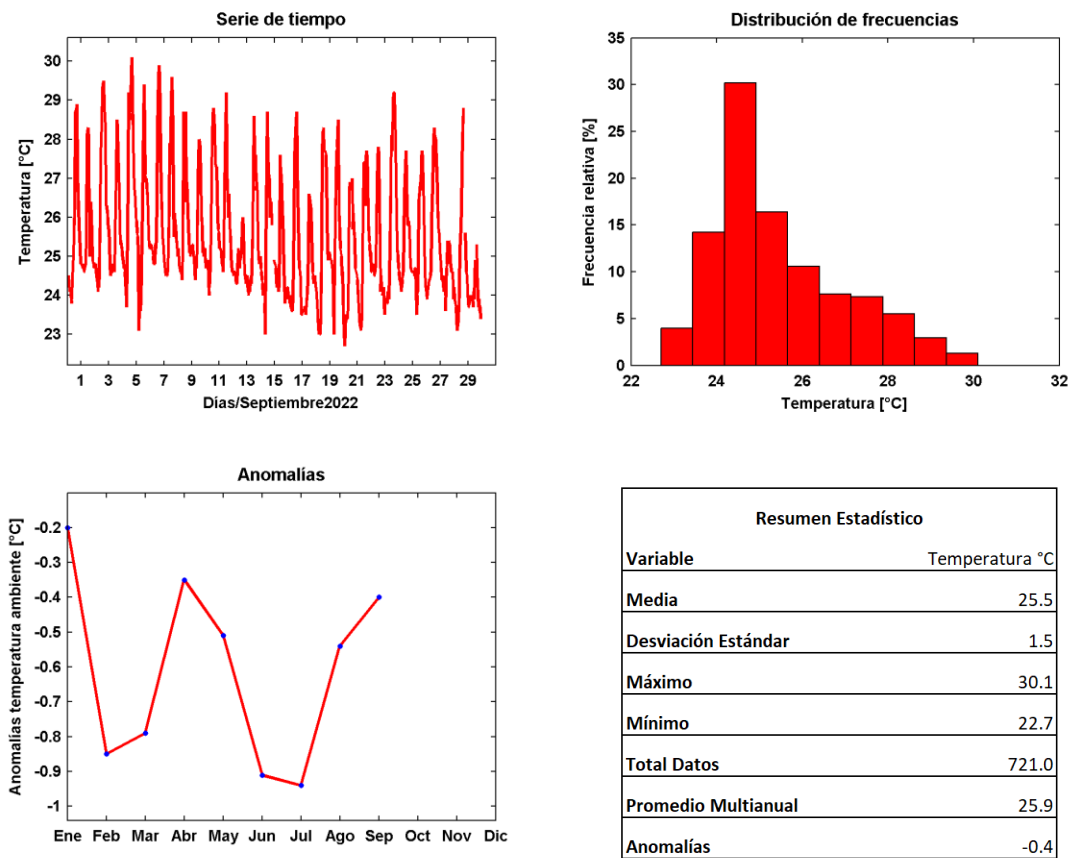 Serie de tiempo
Temperatura [°C]
30
29
28
27
26
25
24
23
1 3 5 7 9 11 13 15 17 19 21 23 25 27 29
Dias/Septiembre2022
Distribución de frecuencias
Frecuencia relativa [%]
35
30
25
20
15
10
5
0
22 24 26 28 30 32
Temperatura [°C]
Anomalías
Anomalías temperatura ambiente [°C]
-0.2
-0.3
-0.4
-0.5
-0.6
-0.7
-0.8
-0.9
-1
Ene Feb Mar Abr May Jun Jul Ago Sep Oct Nov Dic
Resumen Estadístico
Variable Temperatura °C
Media 25.5
Desviación Estándar 1.5
Máximo 30.1
Mínimo 22.7
Total Datos 721.0
Promedio Multianual 25.9
Anomalías -0.4